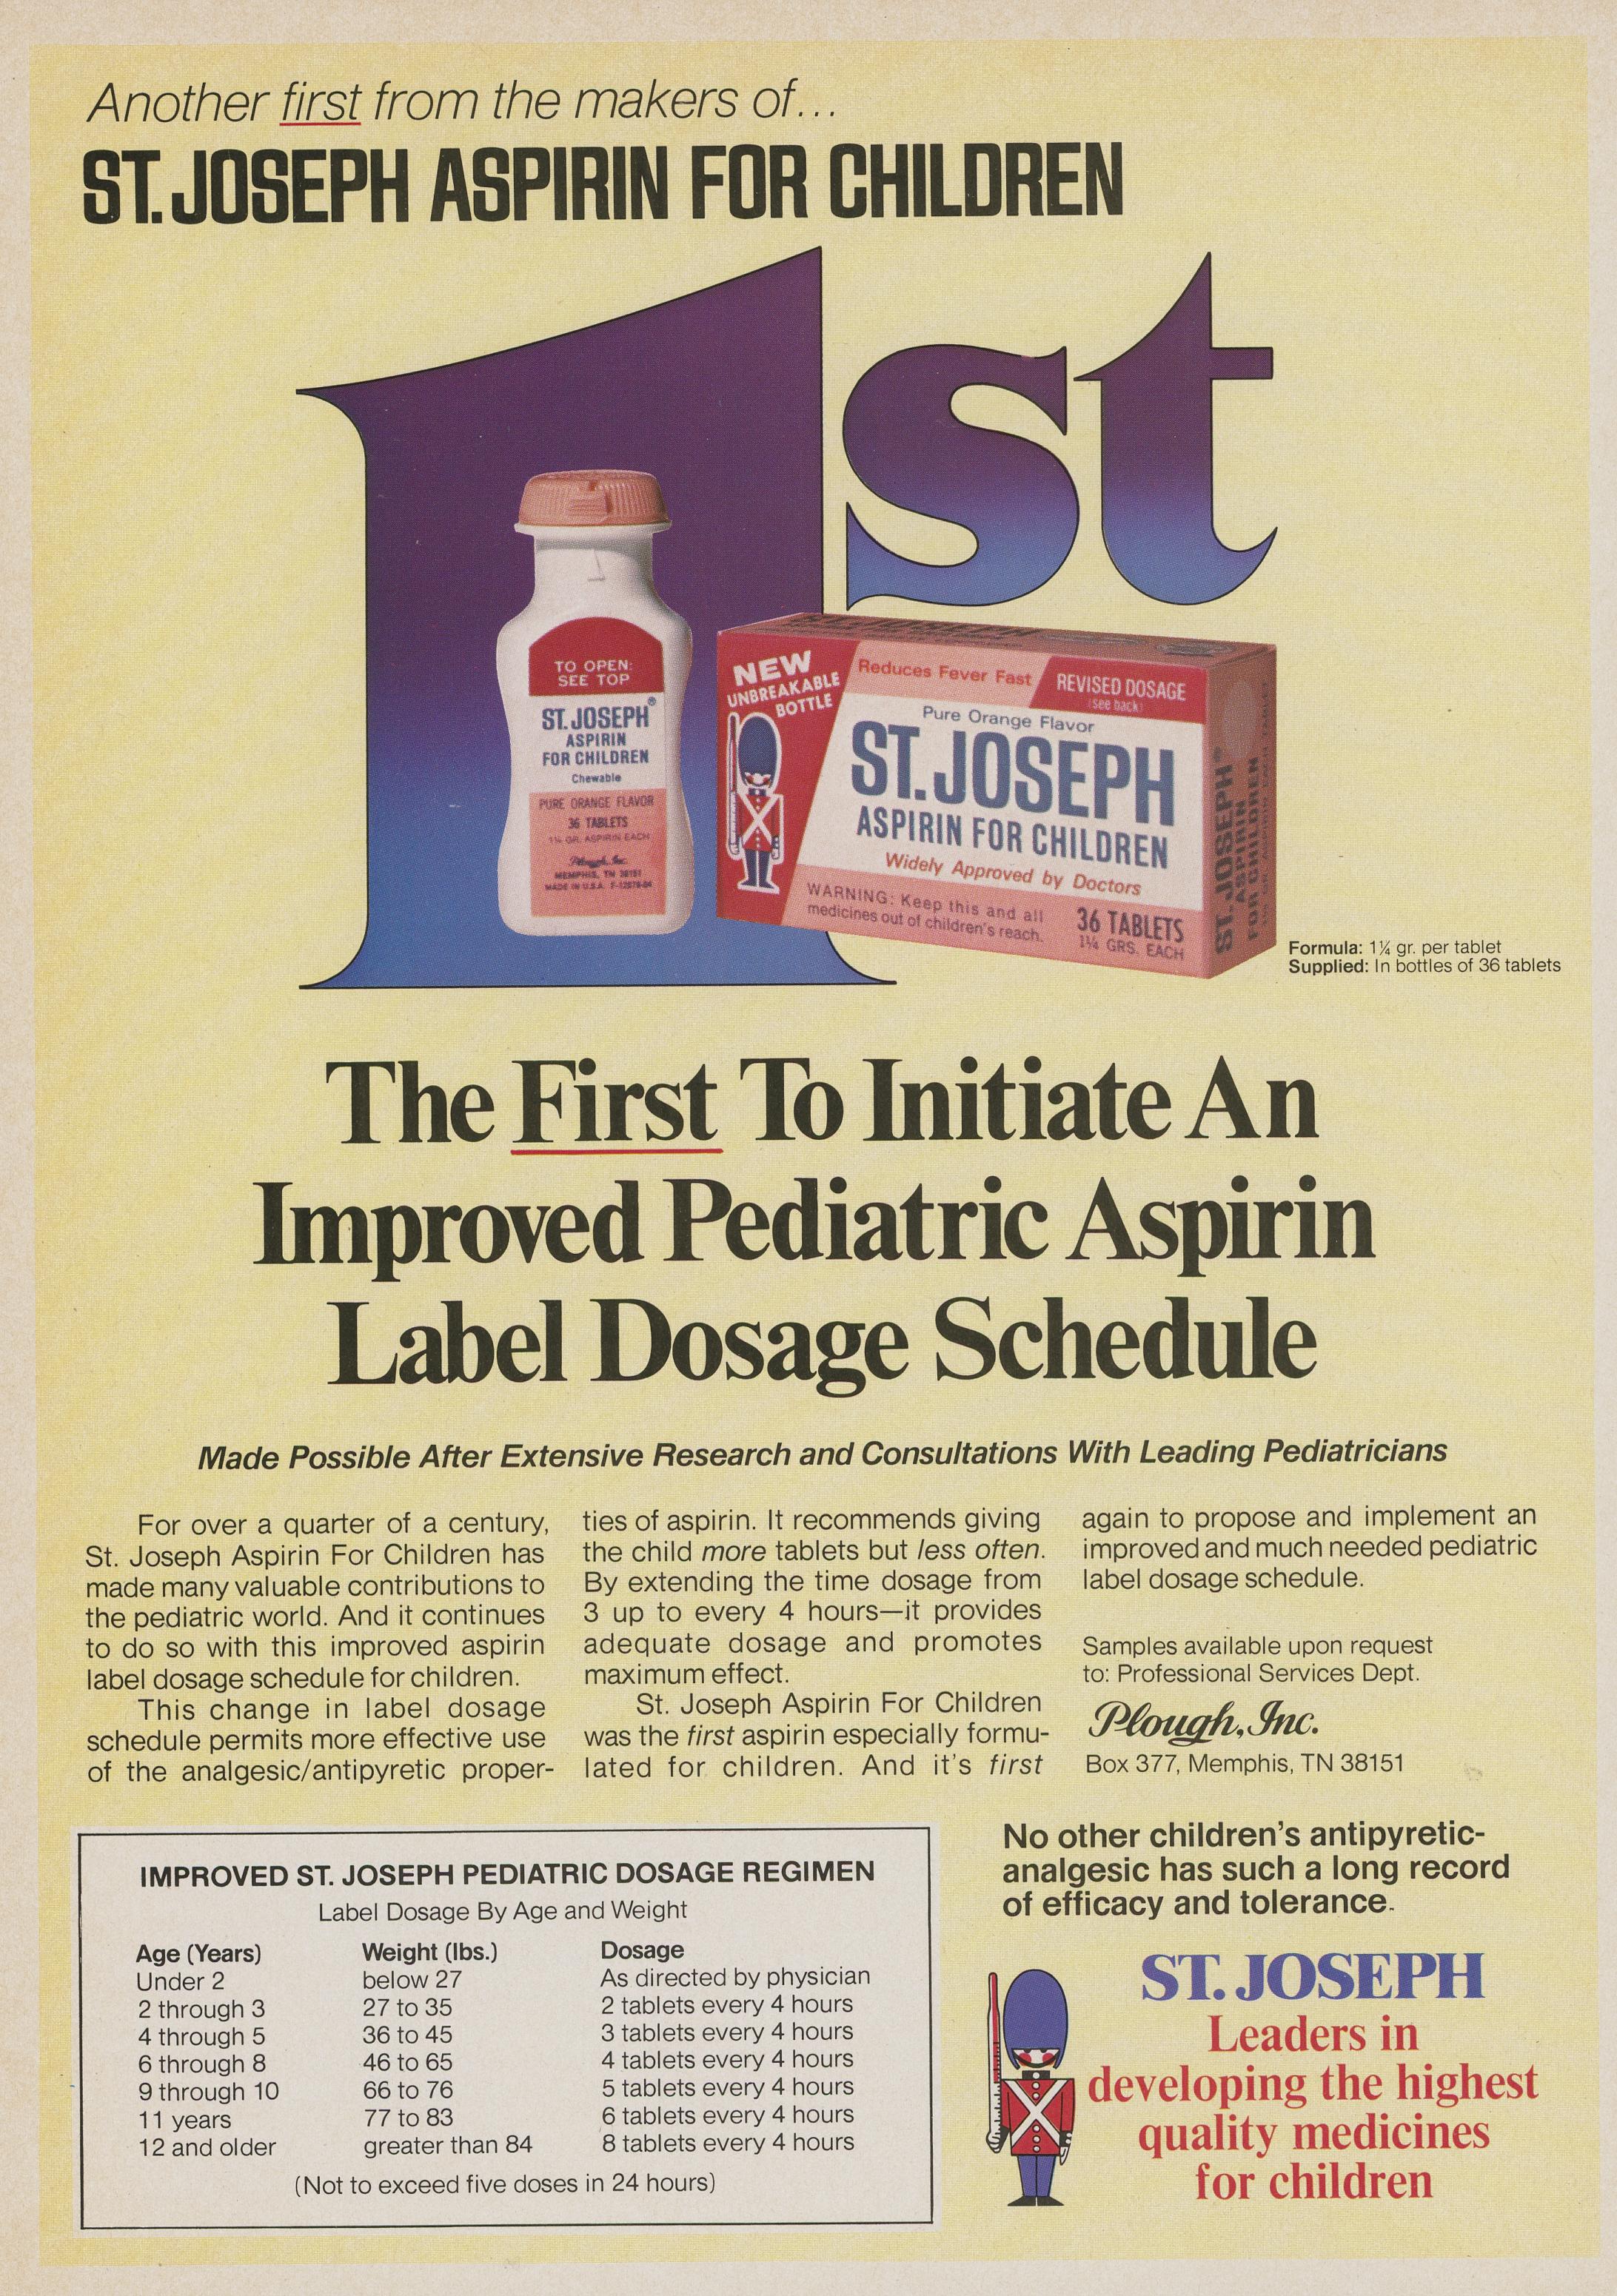 Another first from the makers of...
ST. JOSEPH ASPIRIN FOR CHILDREN
1st
TO OPEN:
SEE TOP
ST. JOSEPH®
ASPIRIN
FOR CHILDREN
Chewable
PURE ORANGE FLAVOR
36 TABLETS
1¼ GR. ASPIRIN EACH
Plough, Inc.
MEMPHIS, TN 38151
MADE IN U.S.A.
NEW
UNBREAKABLE
BOTTLE
Reduces Fever Fast
REVISED DOSAGE
(see back)
Pure Orange Flavor
ST. JOSEPH
ASPIRIN FOR CHILDREN
Widely Approved by Doctors
WARNING: Keep this and all
medicines out of children's reach.
36 TABLETS
1¼ GRS. EACH
ST. JOSEPH®
ASPIRIN
FOR CHILDREN
1¼ GR. ASPIRIN EACH TABLET
Formula: 1¼ gr. per tablet
Supplied: In bottles of 36 tablets
The First To Initiate An
Improved Pediatric Aspirin
Label Dosage Schedule
Made Possible After Extensive Research and Consultations With Leading Pediatricians
For over a quarter of a century,
St. Joseph Aspirin For Children has
made many valuable contributions to
the pediatric world. And it continues
to do so with this improved aspirin
label dosage schedule for children.
This change in label dosage
schedule permits more effective use
of the analgesic/antipyretic proper-
ties of aspirin. It recommends giving
the child more tablets but less often.
By extending the time dosage from
3 up to every 4 hours—it provides
adequate dosage and promotes
maximum effect.
St. Joseph Aspirin For Children
was the first aspirin especially formu-
lated for children. And it's first
again to propose and implement an
improved and much needed pediatric
label dosage schedule.
Samples available upon request
to: Professional Services Dept.
Plough, Inc.
Box 377, Memphis, TN 38151
IMPROVED ST. JOSEPH PEDIATRIC DOSAGE REGIMEN
Label Dosage By Age and Weight
Age (Years) Weight (lbs.) Dosage
Under 2 below 27 As directed by physician
2 through 3 27 to 35 2 tablets every 4 hours
4 through 5 36 to 45 3 tablets every 4 hours
6 through 8 46 to 65 4 tablets every 4 hours
9 through 10 66 to 76 5 tablets every 4 hours
11 years 77 to 83 6 tablets every 4 hours
12 and older greater than 84 8 tablets every 4 hours
(Not to exceed five doses in 24 hours)
No other children's antipyretic-
analgesic has such a long record
of efficacy and tolerance.
ST. JOSEPH
Leaders in
developing the highest
quality medicines
for children